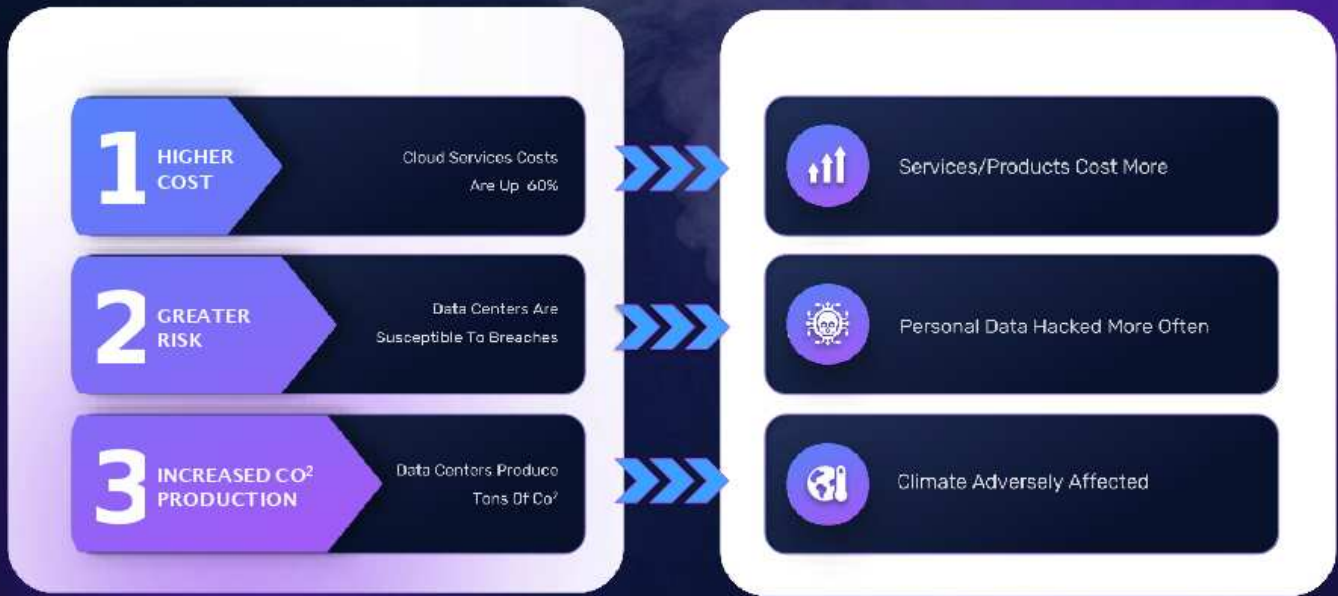 1
HIGHER
COST
Cloud Services Costs
Are Up 60%
Services/Products Cost More
2
GREATER
RISK
Data Centers Are
Susceptible To Breaches
Personal Data Hacked More Often
3
INCREASED CO²
PRODUCTION
Data Centers Produce
Tons Of Co²
Climate Adversely Affected